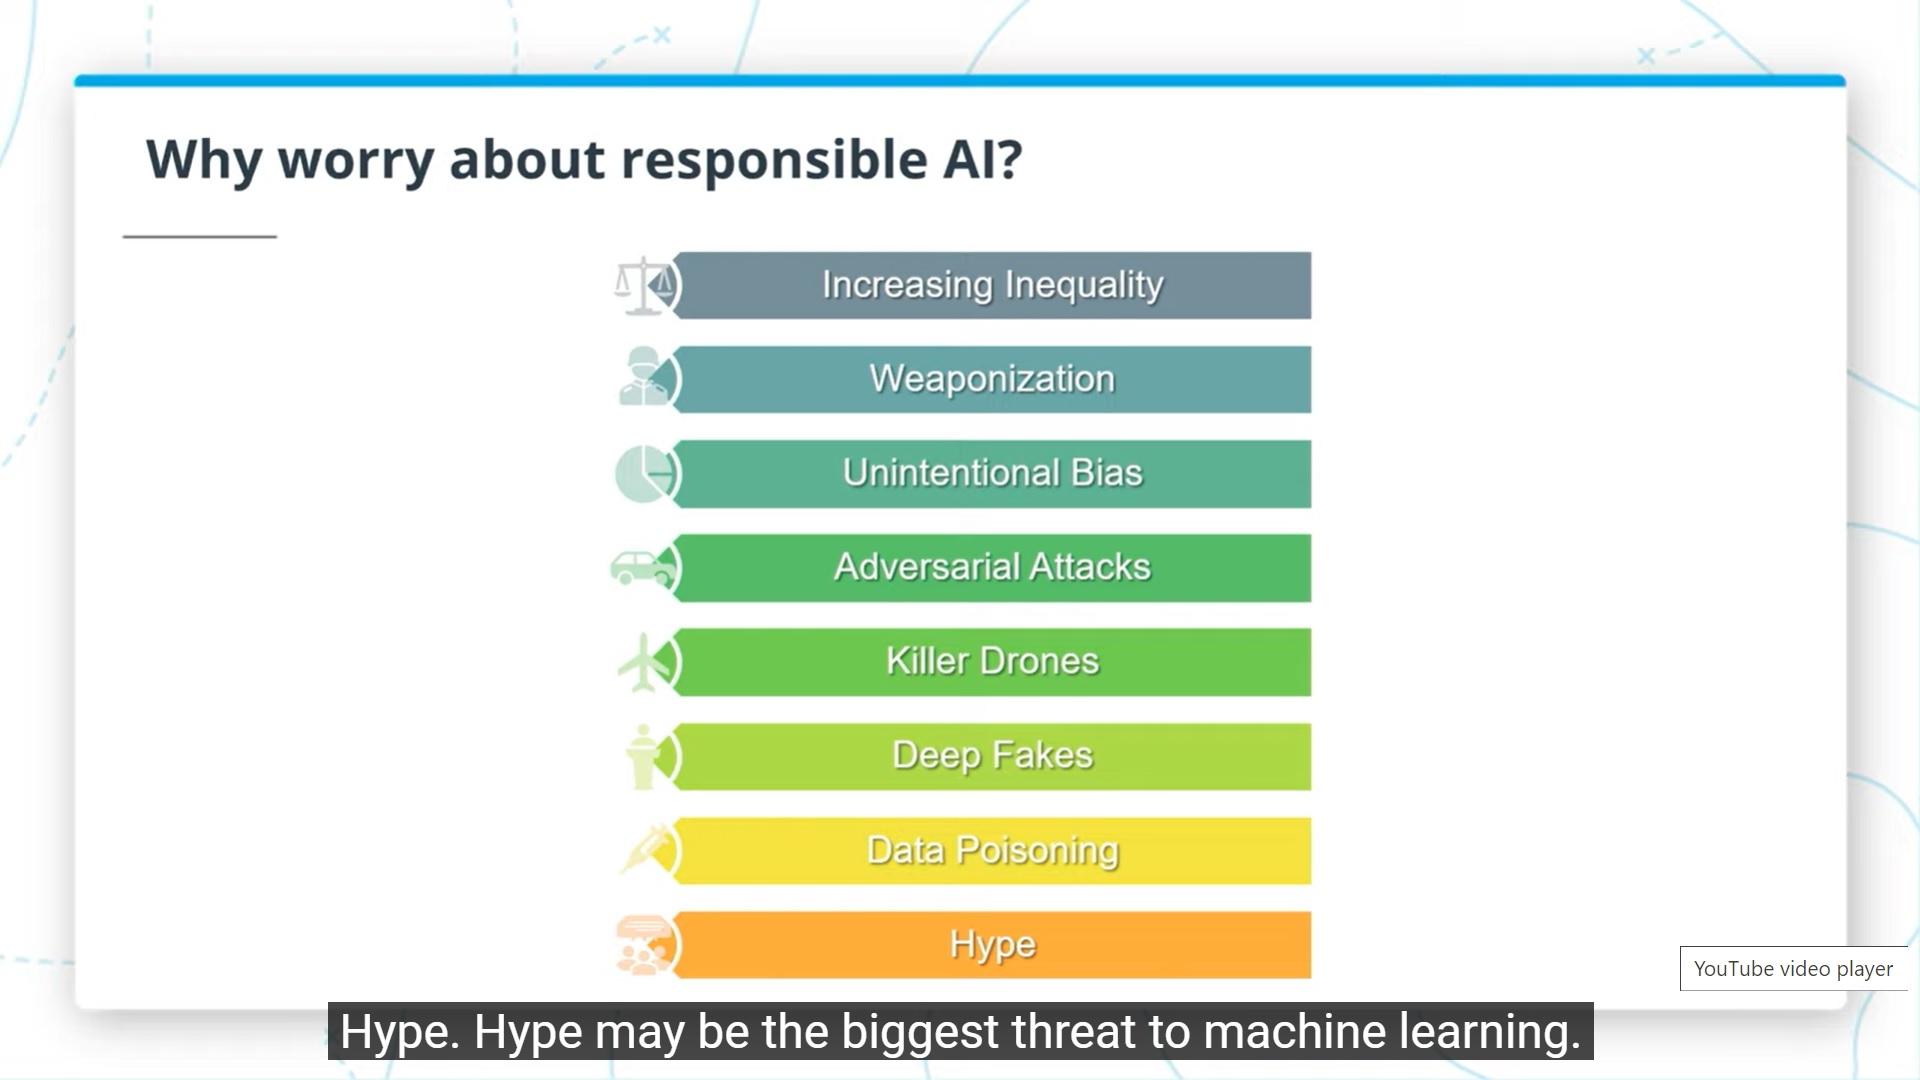 Why worry about responsible AI?
Increasing Inequality
Weaponization
Unintentional Bias
Adversarial Attacks
Killer Drones
Deep Fakes
Data Poisoning
Hype
YouTube video player
Hype. Hype may be the biggest threat to machine learning.